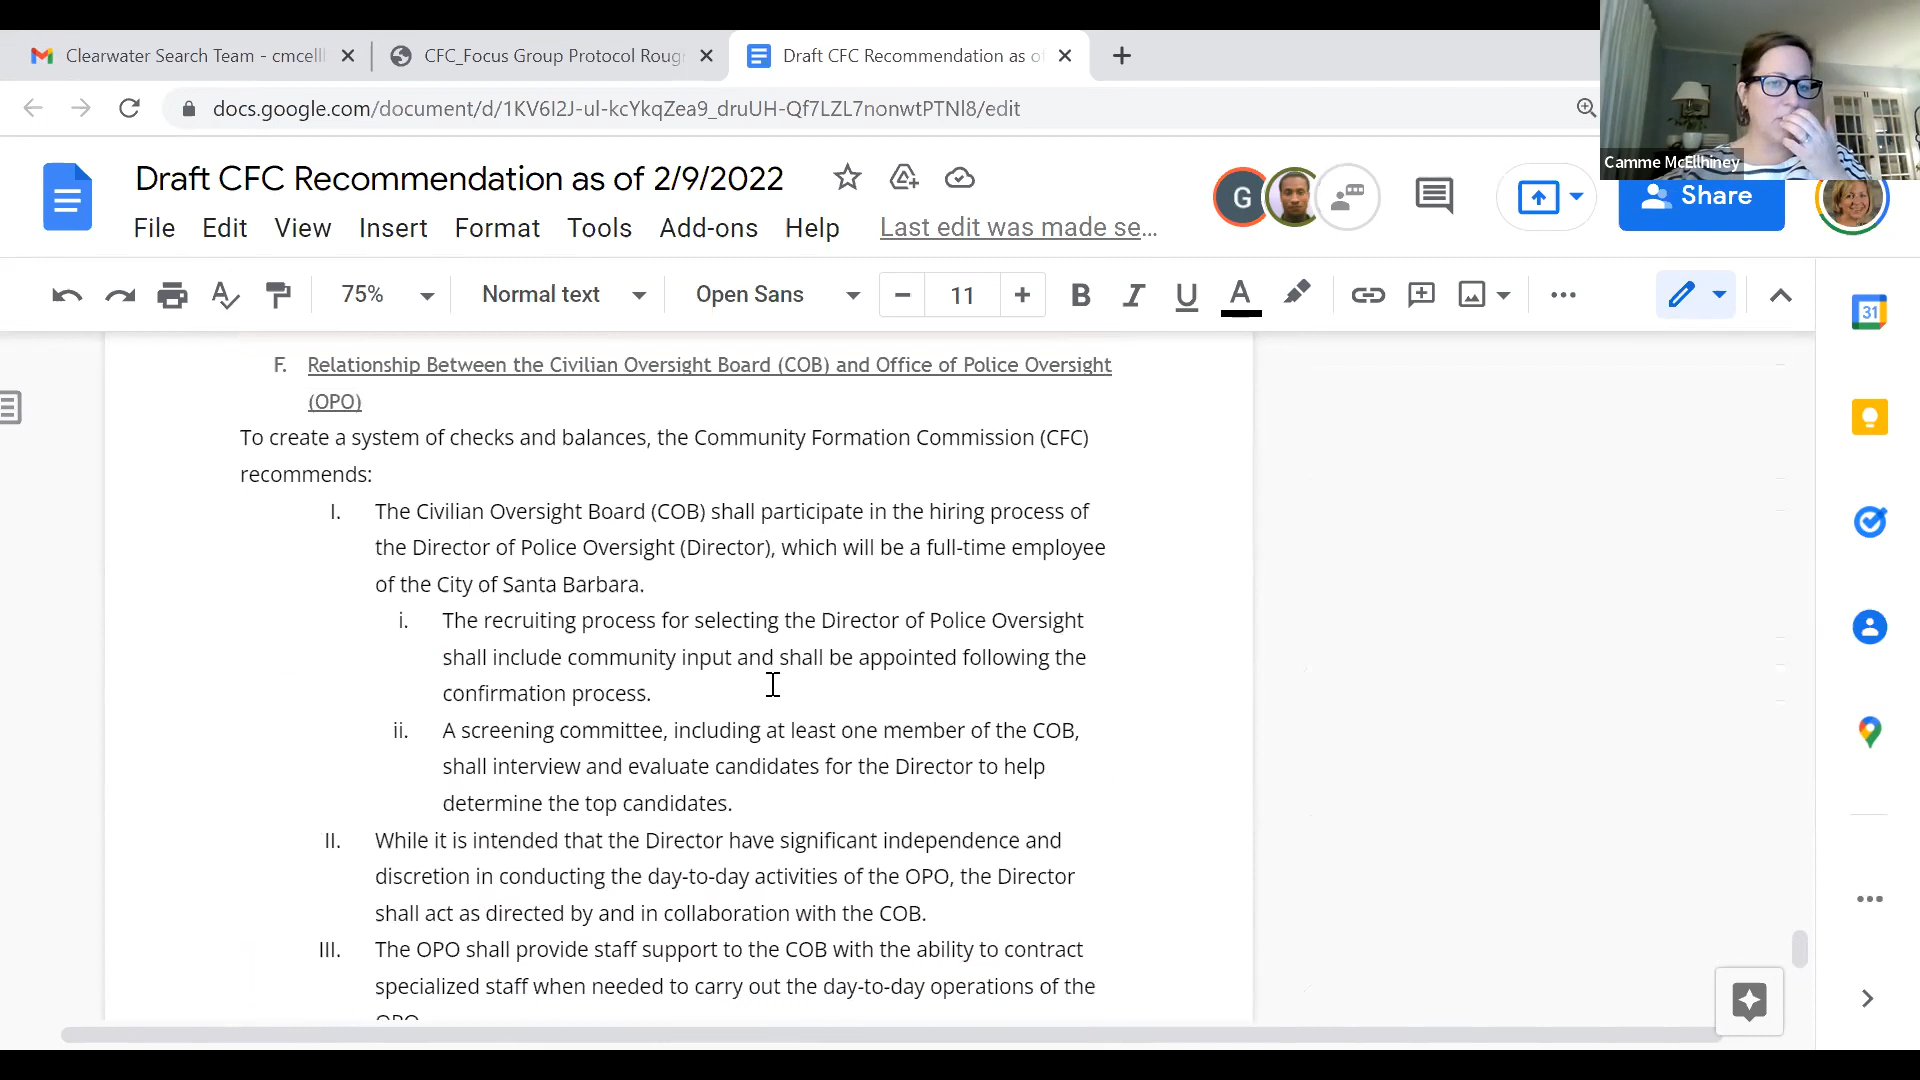 Clearwater Search Team - cmcelll
CFC_Focus Group Protocol Roug
Draft CFC Recommendation as of
docs.google.com/document/d/1KV6I2J-ul-kcYkqZea9_druUH-Qf7LZL7nonwtPTNl8/edit
Camme McEllhiney
Draft CFC Recommendation as of 2/9/2022
G
Share
File Edit View Insert Format Tools Add-ons Help Last edit was made se...
75% Normal text Open Sans 11 B I U A
31
F. Relationship Between the Civilian Oversight Board (COB) and Office of Police Oversight
(OPO)
To create a system of checks and balances, the Community Formation Commission (CFC)
recommends:
I. The Civilian Oversight Board (COB) shall participate in the hiring process of
the Director of Police Oversight (Director), which will be a full-time employee
of the City of Santa Barbara.
i. The recruiting process for selecting the Director of Police Oversight
shall include community input and shall be appointed following the
confirmation process.
ii. A screening committee, including at least one member of the COB,
shall interview and evaluate candidates for the Director to help
determine the top candidates.
II. While it is intended that the Director have significant independence and
discretion in conducting the day-to-day activities of the OPO, the Director
shall act as directed by and in collaboration with the COB.
III. The OPO shall provide staff support to the COB with the ability to contract
specialized staff when needed to carry out the day-to-day operations of the
OPO